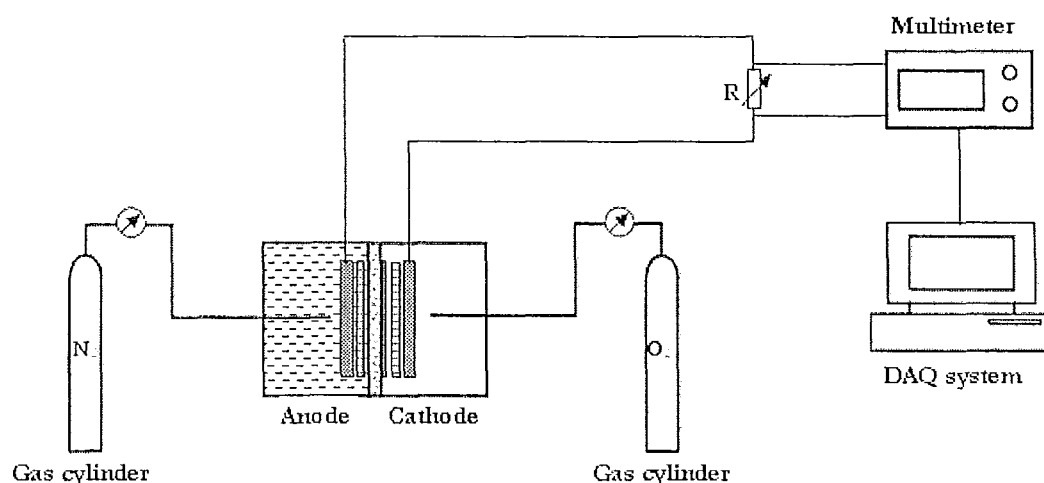 Multimeter
R
N
O
Anode
Cathode
DAQ system
Gas cylinder
Gas cylinder